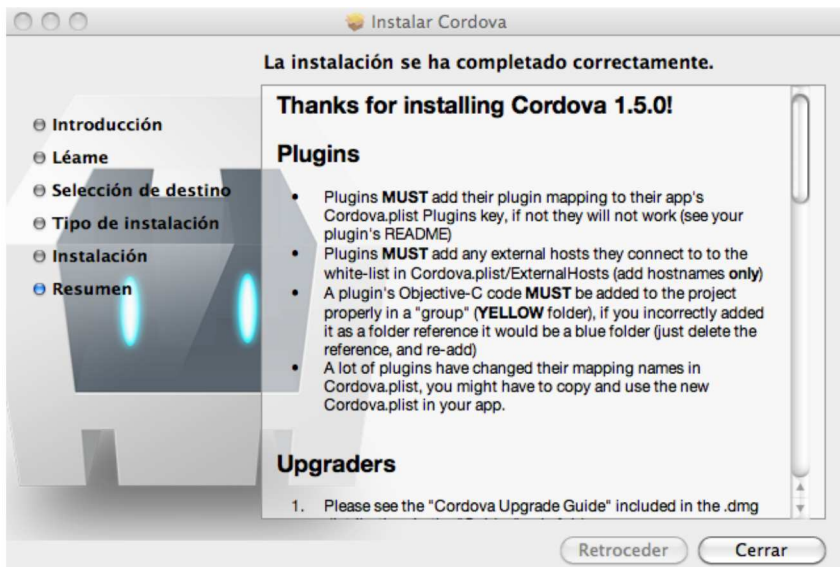 Instalar Cordova
La instalación se ha completado correctamente.
Introducción
Léame
Selección de destino
Tipo de instalación
Instalación
Resumen
Thanks for installing Cordova 1.5.0!
Plugins
• Plugins MUST add their plugin mapping to their app's
Cordova.plist Plugins key, if not they will not work (see your
plugin's README)
• Plugins MUST add any external hosts they connect to to the
white-list in Cordova.plist/ExternalHosts (add hostnames only)
• A plugin's Objective-C code MUST be added to the project
properly in a "group" (YELLOW folder), if you incorrectly added
it as a folder reference it would be a blue folder (just delete the
reference, and re-add)
• A lot of plugins have changed their mapping names in
Cordova.plist, you might have to copy and use the new
Cordova.plist in your app.
Upgraders
1. Please see the "Cordova Upgrade Guide" included in the .dmg
Retroceder
Cerrar